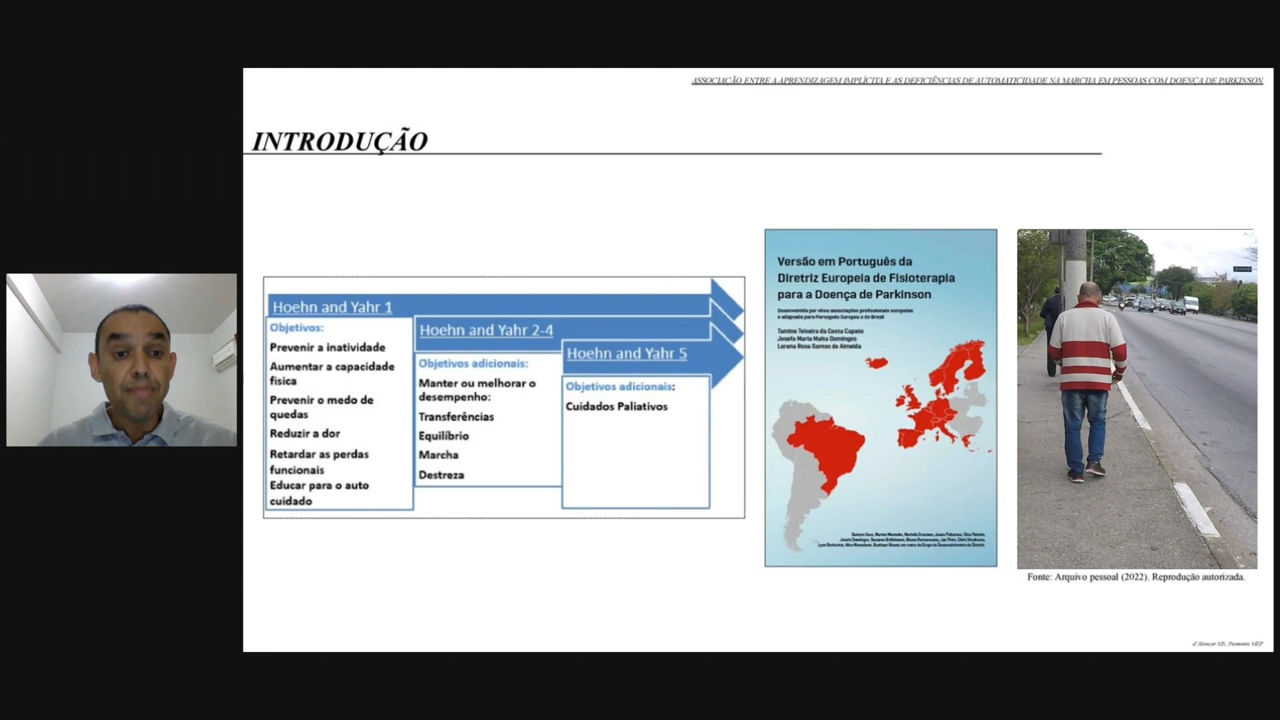 ASSOCIAÇÃO ENTRE A APRENDIZAGEM IMPLÍCITA E AS DEFICIÊNCIAS DE AUTOMATICIDADE NA MARCHA EM PESSOAS COM DOENÇA DE PARKINSON
INTRODUÇÃO
Hoehn and Yahr 1
Objetivos:
Prevenir a inatividade
Aumentar a capacidade
física
Prevenir o medo de
quedas
Reduzir a dor
Retardar as perdas
funcionais
Educar para o auto
cuidado
Hoehn and Yahr 2-4
Objetivos adicionais:
Manter ou melhorar o
desempenho:
Transferências
Equilíbrio
Marcha
Destreza
Hoehn and Yahr 5
Objetivos adicionais:
Cuidados Paliativos
Versão em Português da
Diretriz Europeia de Fisioterapia
para a Doença de Parkinson
Desenvolvida por vinte associações profissionais europeias
e adaptada para Português Europeu e do Brasil
Tamine Teixeira da Costa Capato
Josefa Maria Malta Domingos
Lorena Rosa Santos de Almeida
Fonte: Arquivo pessoal (2022). Reprodução autorizada.
d'Alencar MS, Piemonte MEP